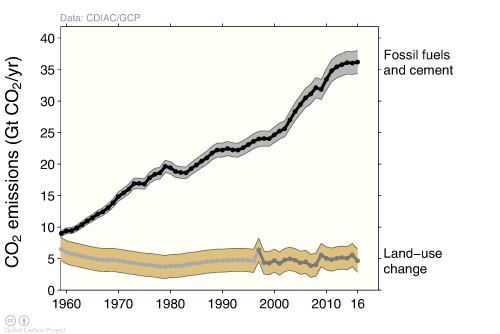 Data: CDIAC/GCP
CO₂ emissions (Gt CO₂/yr)
40
35
30
25
20
15
10
5
0
1960 1970 1980 1990 2000 2010 16
Fossil fuels
and cement
Land−use
change
cc
Global Carbon Project